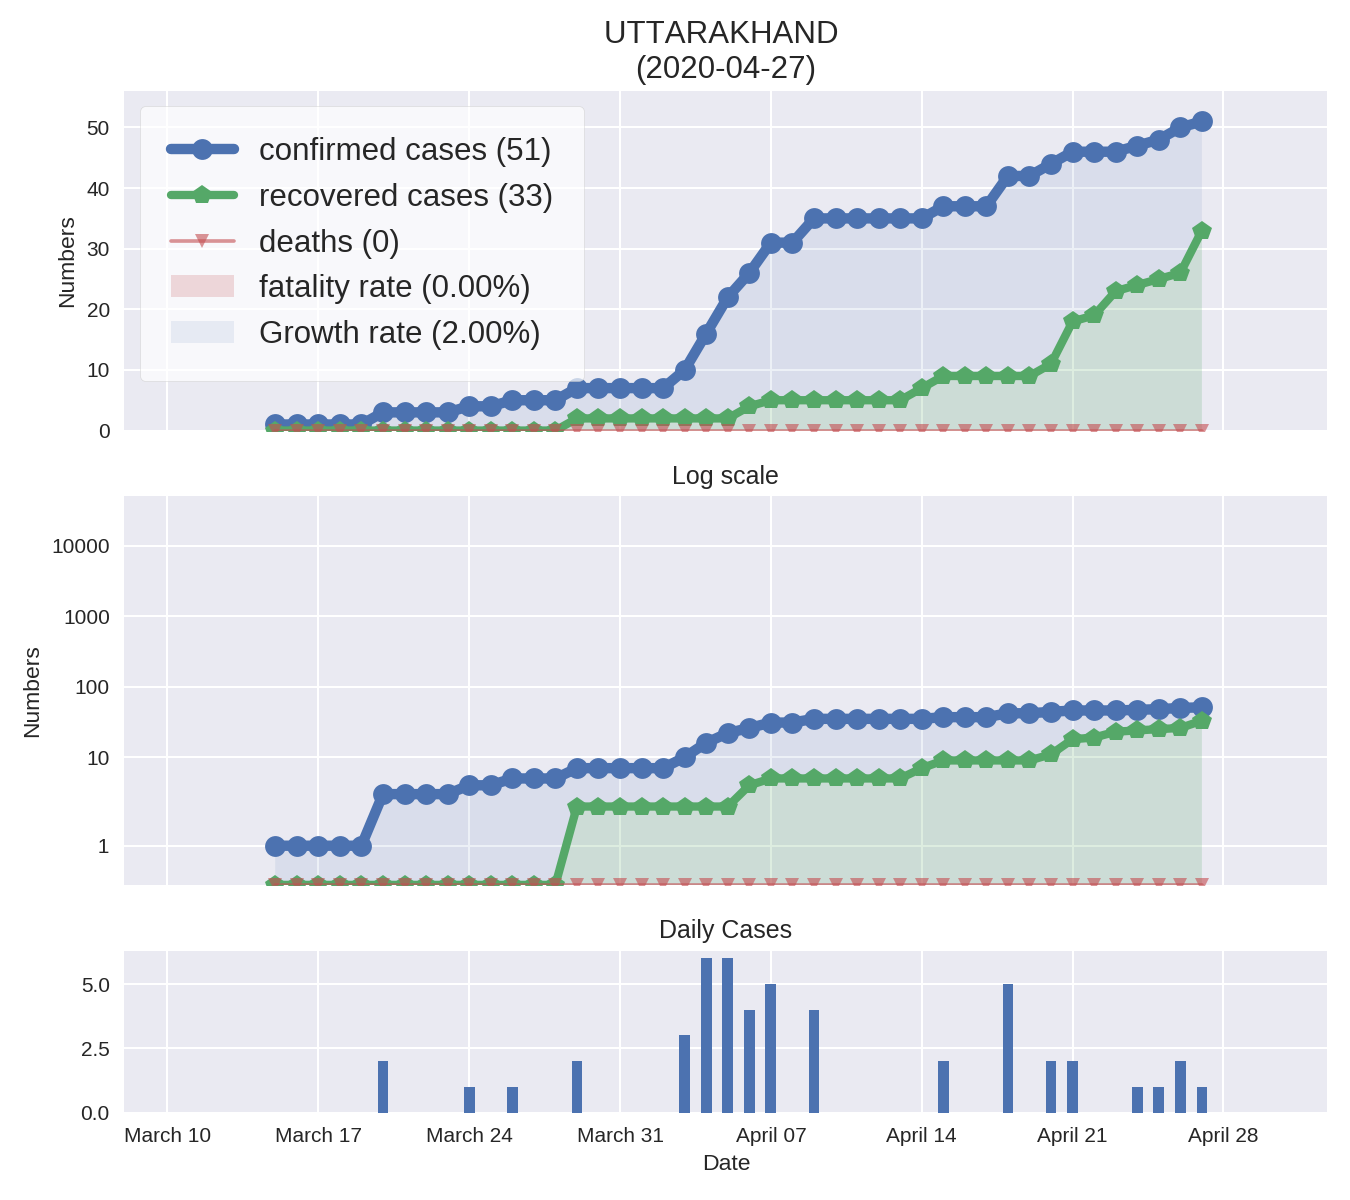 UTTARAKHAND
(2020-04-27)
50
40
30
20
10
0
Numbers
confirmed cases (51)
recovered cases (33)
deaths (0)
fatality rate (0.00%)
Growth rate (2.00%)
Log scale
10000
1000
100
10
1
Numbers
Daily Cases
5.0
2.5
0.0
March 10 March 17 March 24 March 31 April 07 April 14 April 21 April 28
Date